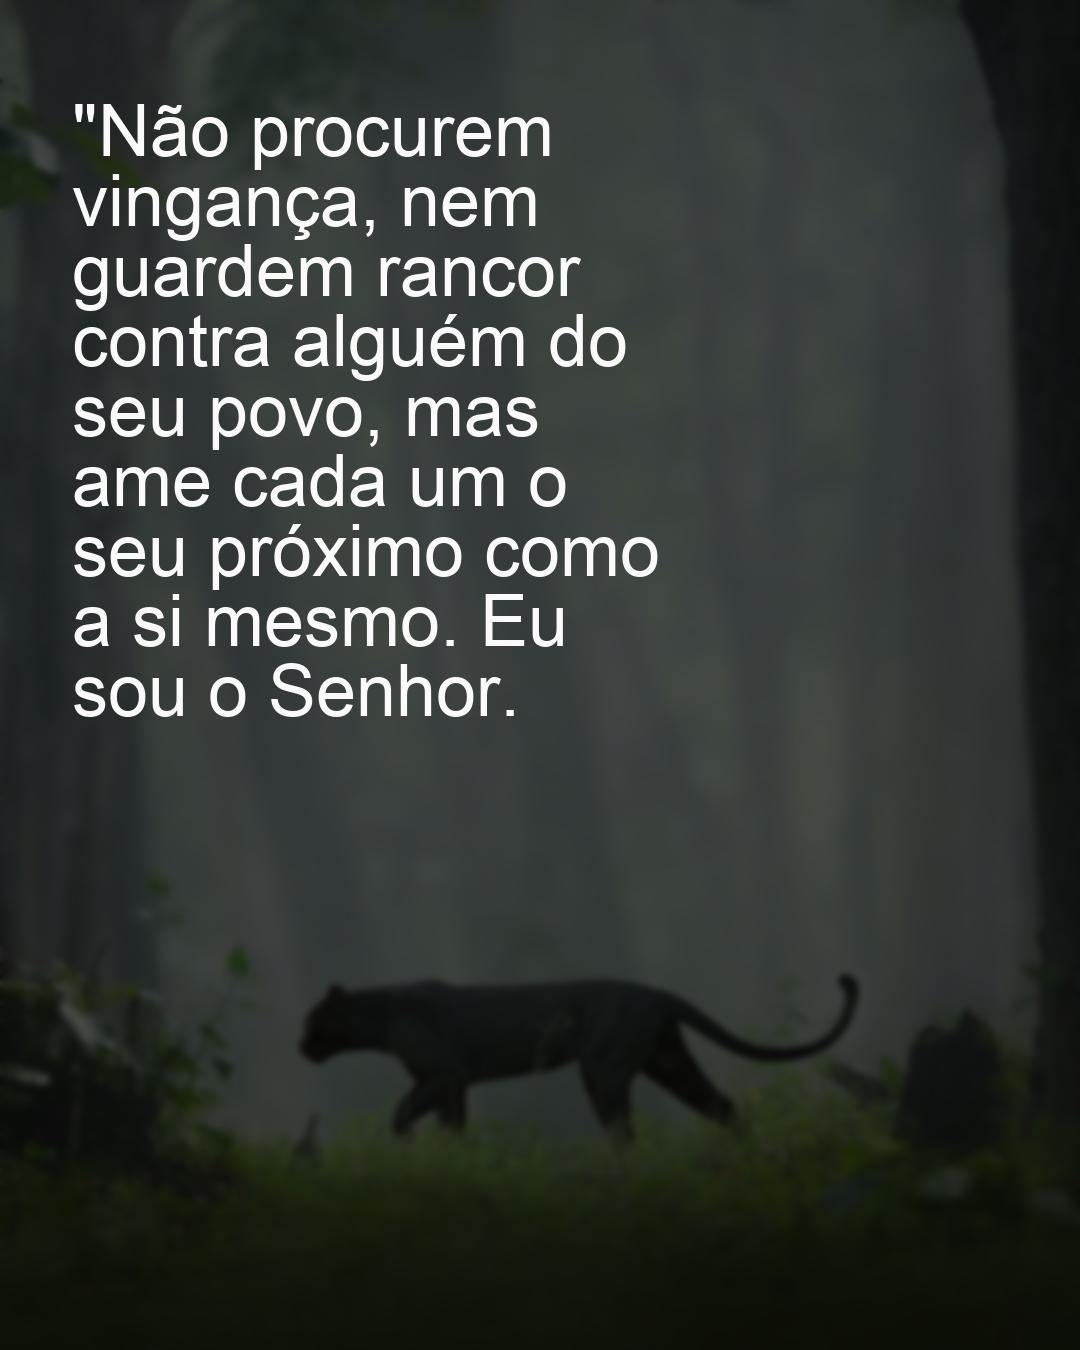 "Não procurem
vingança, nem
guardem rancor
contra alguém do
seu povo, mas
ame cada um o
seu próximo como
a si mesmo. Eu
sou o Senhor.